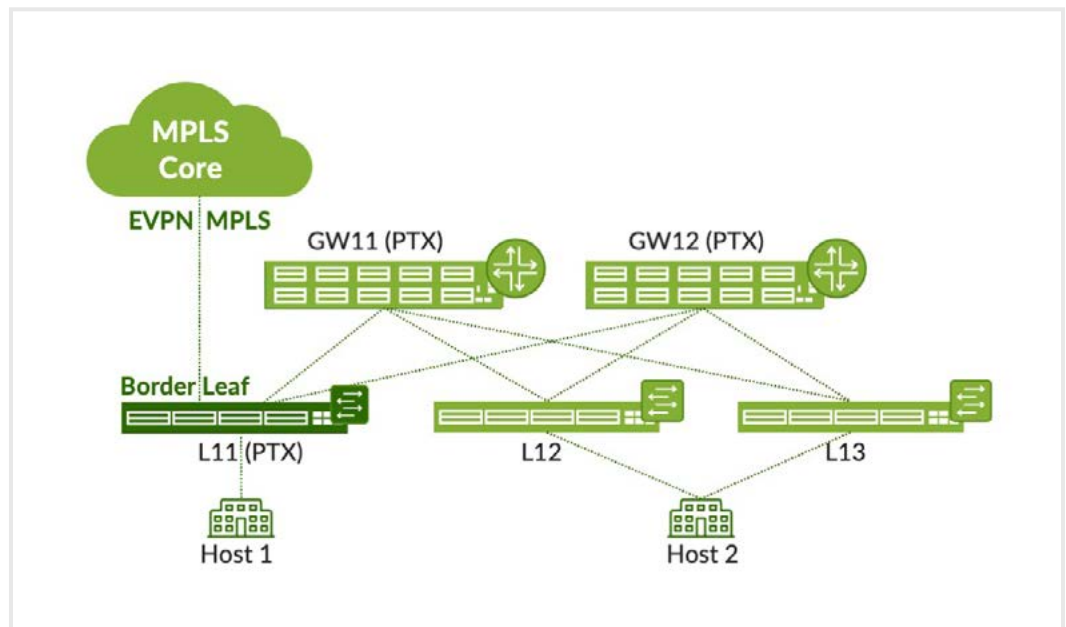 MPLS
Core
EVPN MPLS
GW11 (PTX)
GW12 (PTX)
Border Leaf
L11 (PTX)
L12
L13
Host 1
Host 2